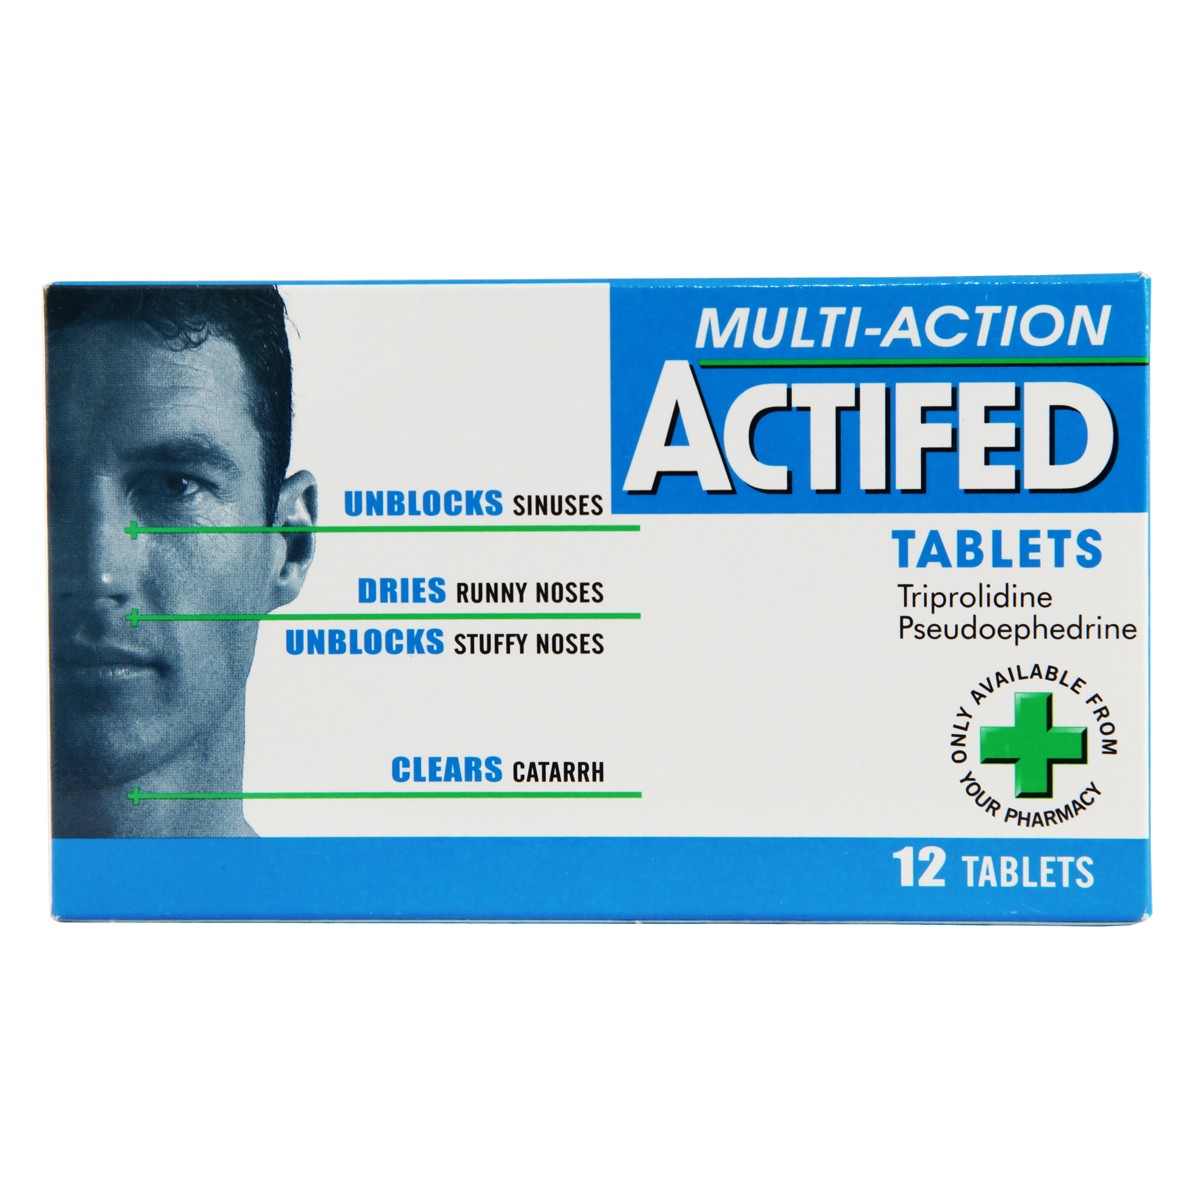 MULTI-ACTION
ACTIFED
TABLETS
Triprolidine
Pseudoephedrine
UNBLOCKS SINUSES
DRIES RUNNY NOSES
UNBLOCKS STUFFY NOSES
CLEARS CATARRH
ONLY AVAILABLE FROM
YOUR PHARMACY
12 TABLETS